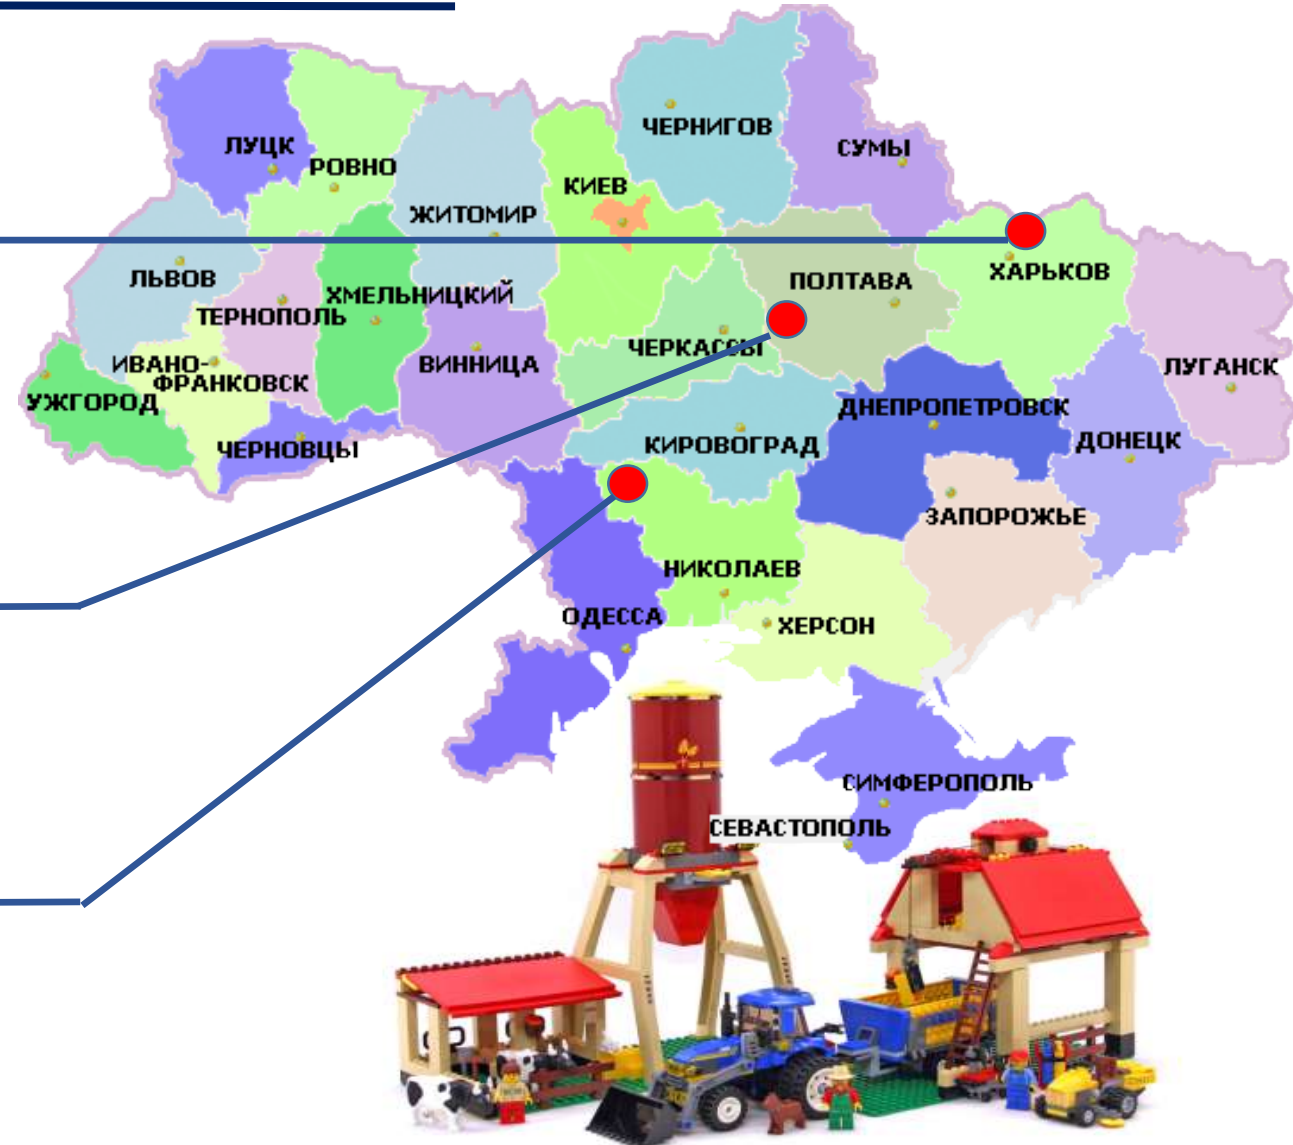 ЧЕРНИГОВ
ЛУЦК
СУМЫ
РОВНО
КИЕВ
ЖИТОМИР
ЛЬВОВ
ХАРЬКОВ
ПОЛТАВА
ХМЕЛЬНИЦКИЙ
ТЕРНОПОЛЬ
ЧЕРКАССЫ
ИВАНО-
ФРАНКОВСК
ВИННИЦА
ЛУГАНСК
УЖГОРОД
ДНЕПРОПЕТРОВСК
ЧЕРНОВЦЫ
КИРОВОГРАД
ДОНЕЦК
ЗАПОРОЖЬЕ
НИКОЛАЕВ
ОДЕССА
ХЕРСОН
СИМФЕРОПОЛЬ
СЕВАСТОПОЛЬ